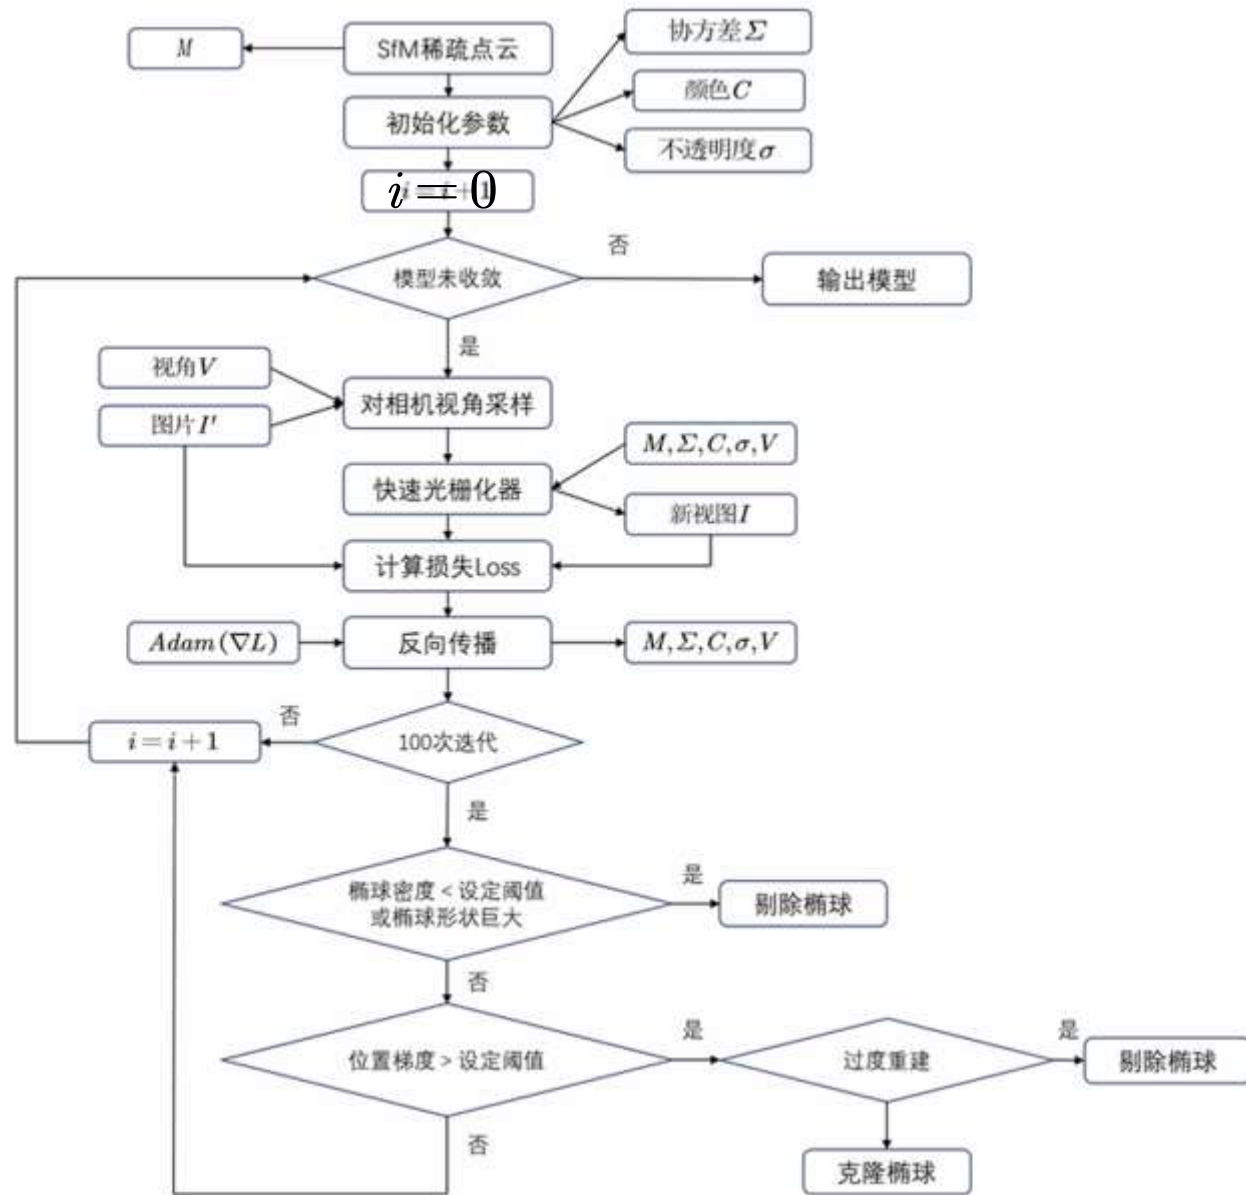 M
SfM稀疏点云
协方差Σ
颜色C
初始化参数
不透明度σ
i=0
模型未收敛
否
输出模型
是
视角V
对相机视角采样
图片I'
M,Σ,C,σ,V
快速光栅化器
新视图I
计算损失Loss
Adam(∇L)
反向传播
M,Σ,C,σ,V
否
i=i+1
100次迭代
是
椭球密度<设定阈值
或椭球形状巨大
是
剔除椭球
否
位置梯度>设定阈值
是
过度重建
是
剔除椭球
否
克隆椭球